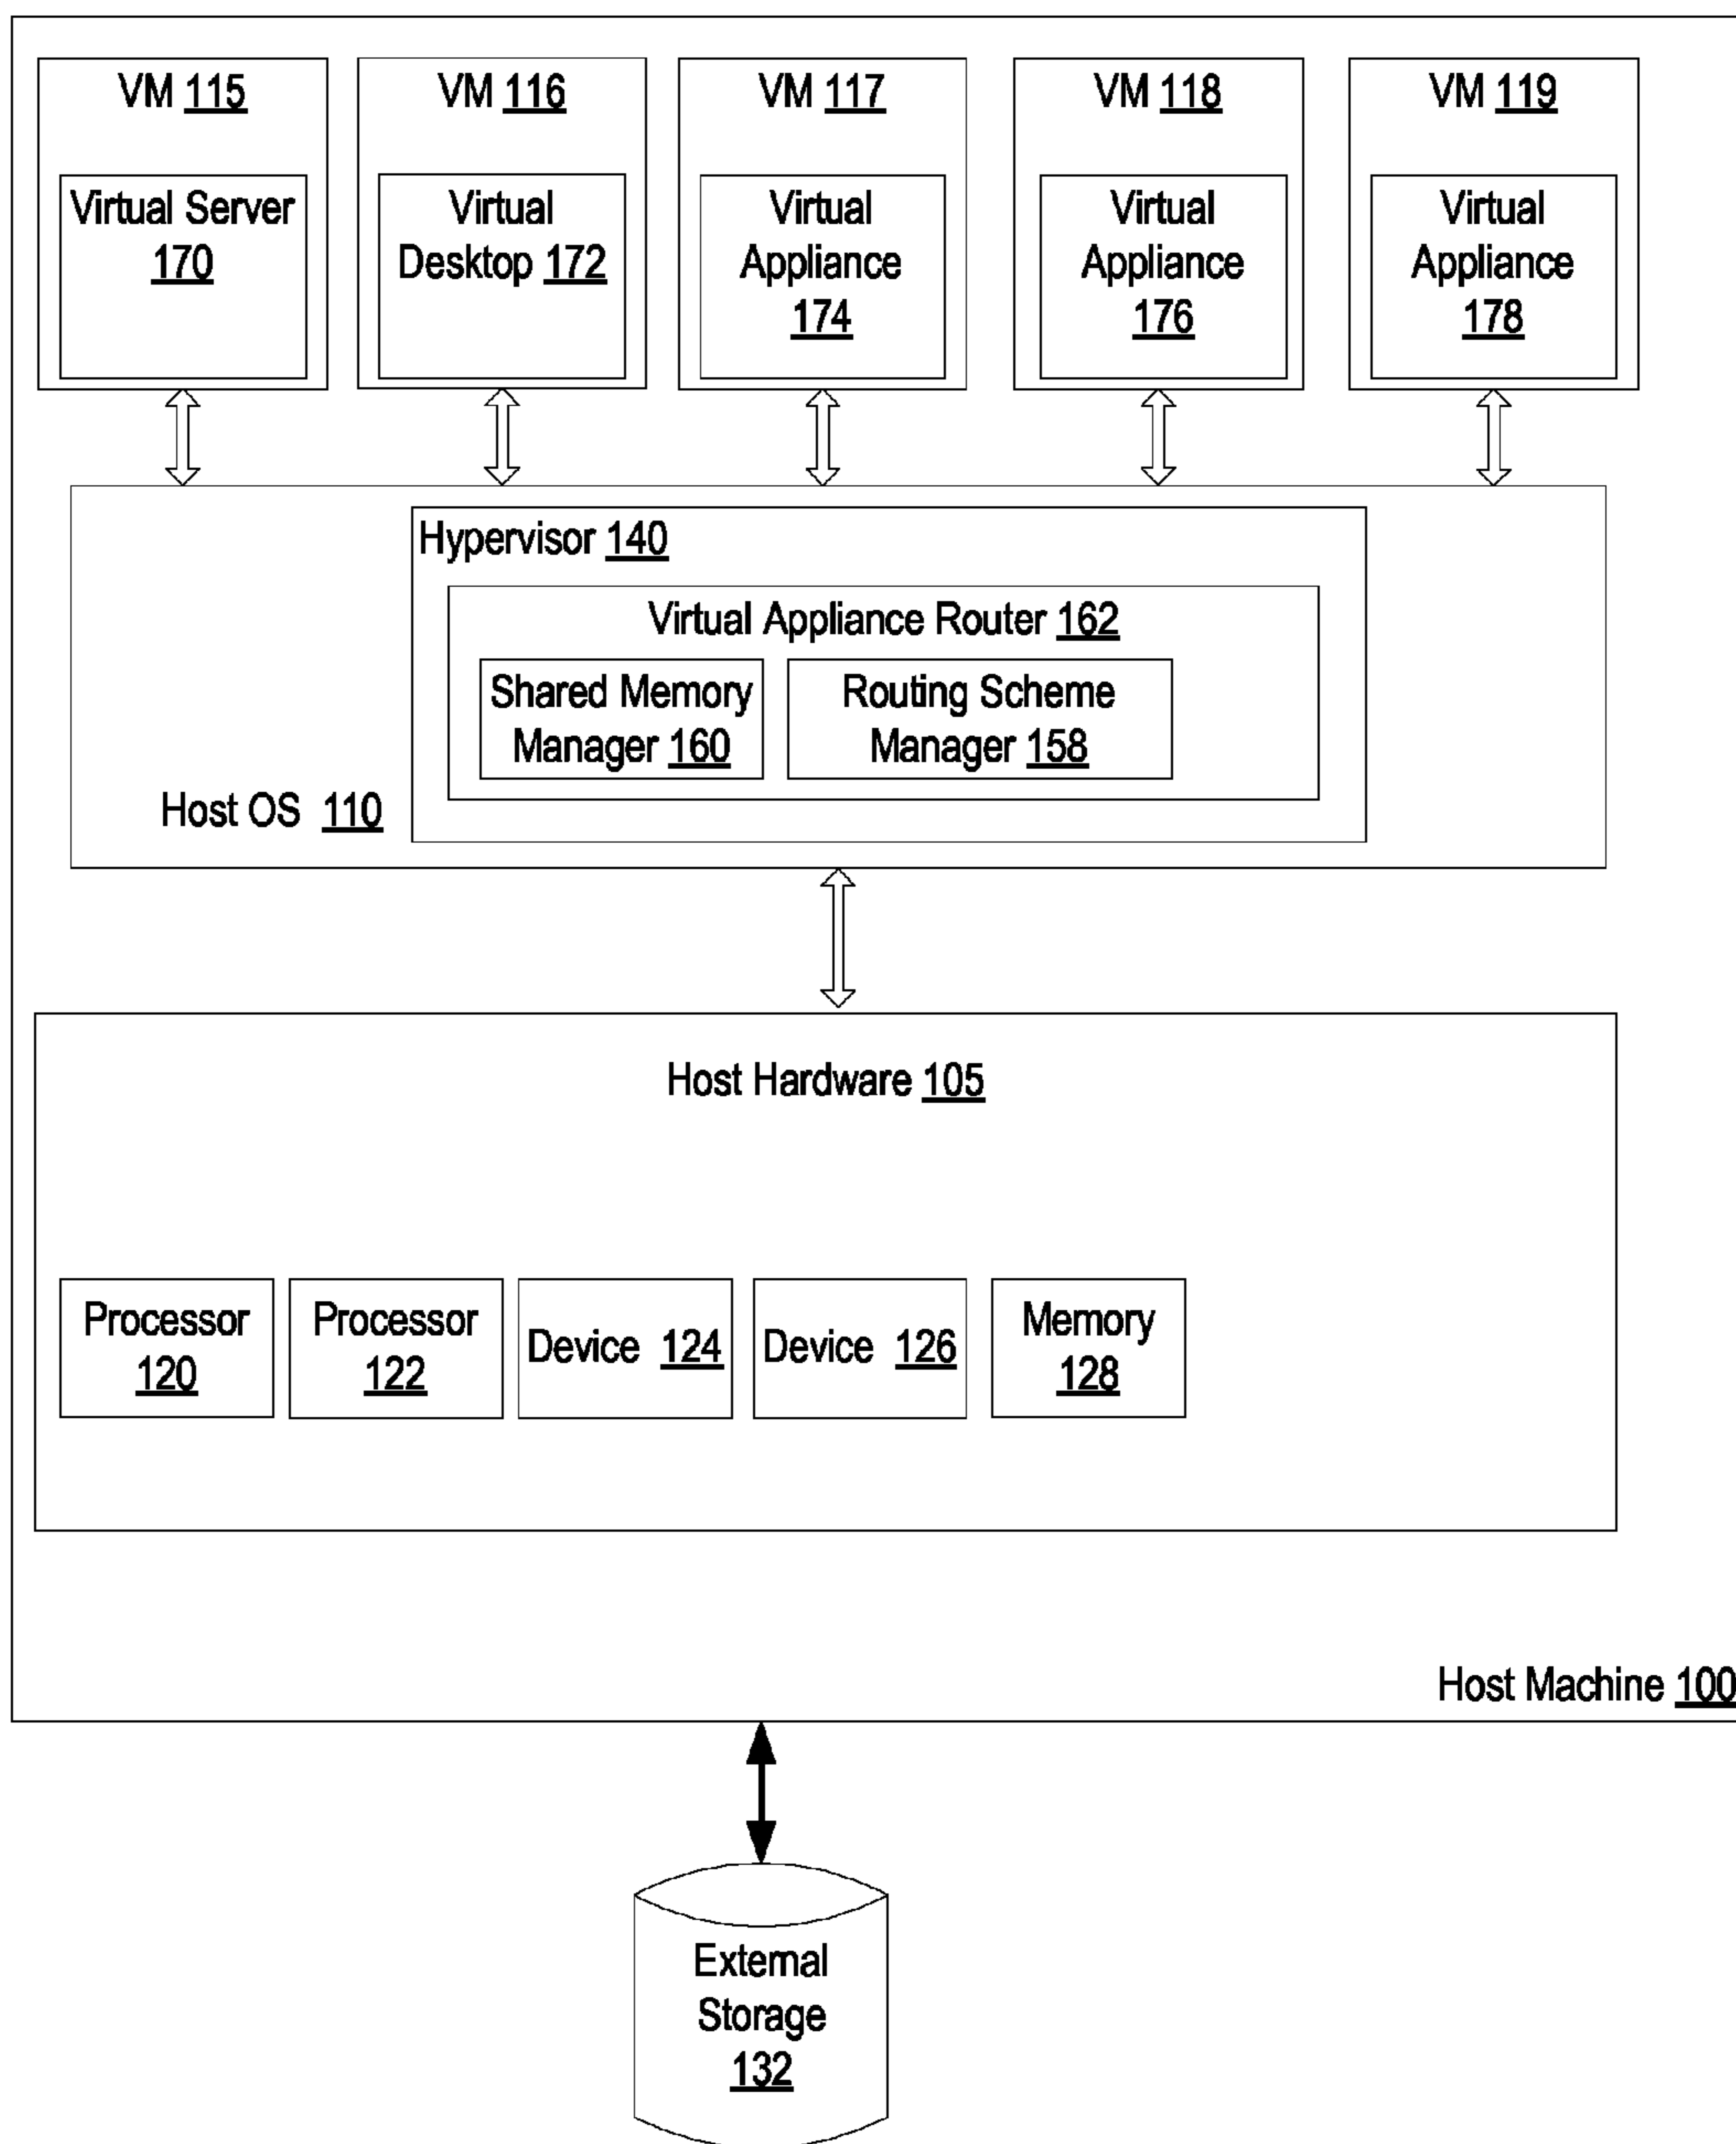 VM 115
VM 116
VM 117
VM 118
VM 119
Virtual Server
170
Virtual
Desktop 172
Virtual
Appliance
174
Virtual
Appliance
176
Virtual
Appliance
178
Hypervisor 140
Virtual Appliance Router 162
Shared Memory
Manager 160
Routing Scheme
Manager 158
Host OS 110
Host Hardware 105
Processor
120
Processor
122
Device 124
Device 126
Memory
128
Host Machine 100
External
Storage
132